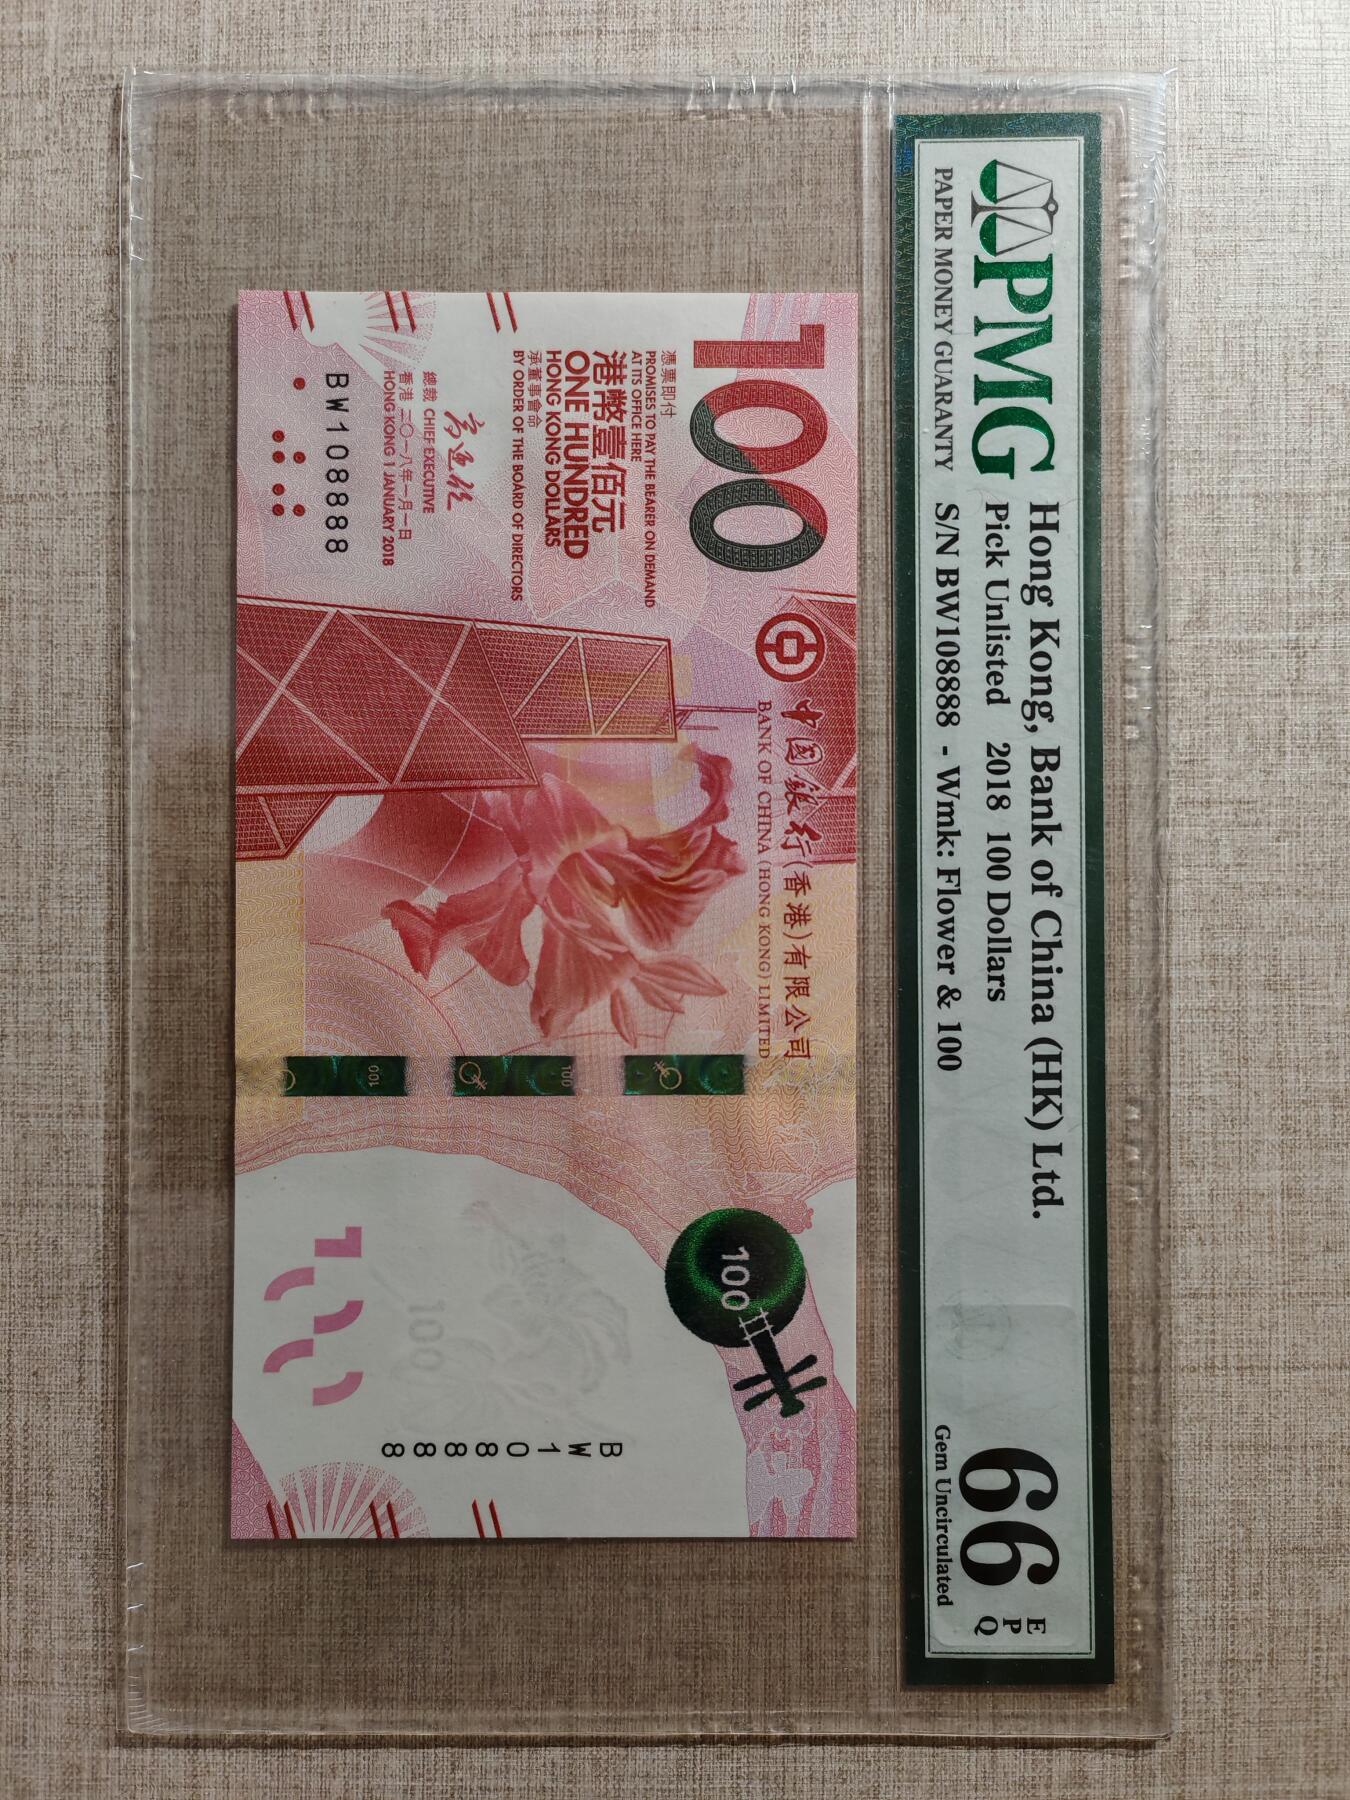 PMG
PAPER MONEY GUARANTY
Hong Kong, Bank of China (HK) Ltd.
Pick Unlisted 2018 100 Dollars
S/N BW108888 - Wmk: Flower & 100
66
E
P
Q
Gem Uncirculated
100
中國銀行(香港)有限公司
BANK OF CHINA (HONG KONG) LIMITED
憑票即付
PROMISES TO PAY THE BEARER ON DEMAND
AT ITS OFFICE HERE
港幣壹佰元
ONE HUNDRED
HONG KONG DOLLARS
承董事會命
BY ORDER OF THE BOARD OF DIRECTORS
總裁 CHIEF EXECUTIVE
香港 二〇一八年一月一日
HONG KONG 1 JANUARY 2018
BW108888
100
100
100
100
BW108888